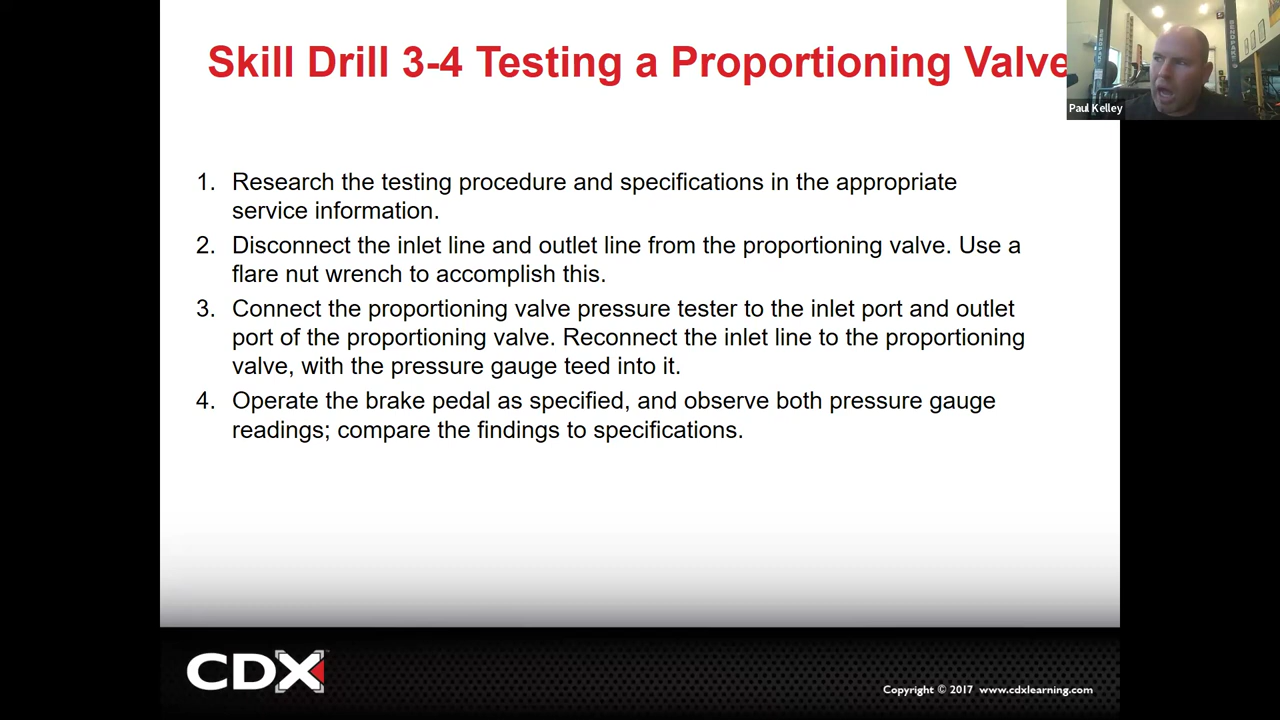 Skill Drill 3-4 Testing a Proportioning Valve
Paul Kelley
1. Research the testing procedure and specifications in the appropriate
service information.
2. Disconnect the inlet line and outlet line from the proportioning valve. Use a
flare nut wrench to accomplish this.
3. Connect the proportioning valve pressure tester to the inlet port and outlet
port of the proportioning valve. Reconnect the inlet line to the proportioning
valve, with the pressure gauge teed into it.
4. Operate the brake pedal as specified, and observe both pressure gauge
readings; compare the findings to specifications.
CDX
Copyright © 2017 www.cdxlearning.com